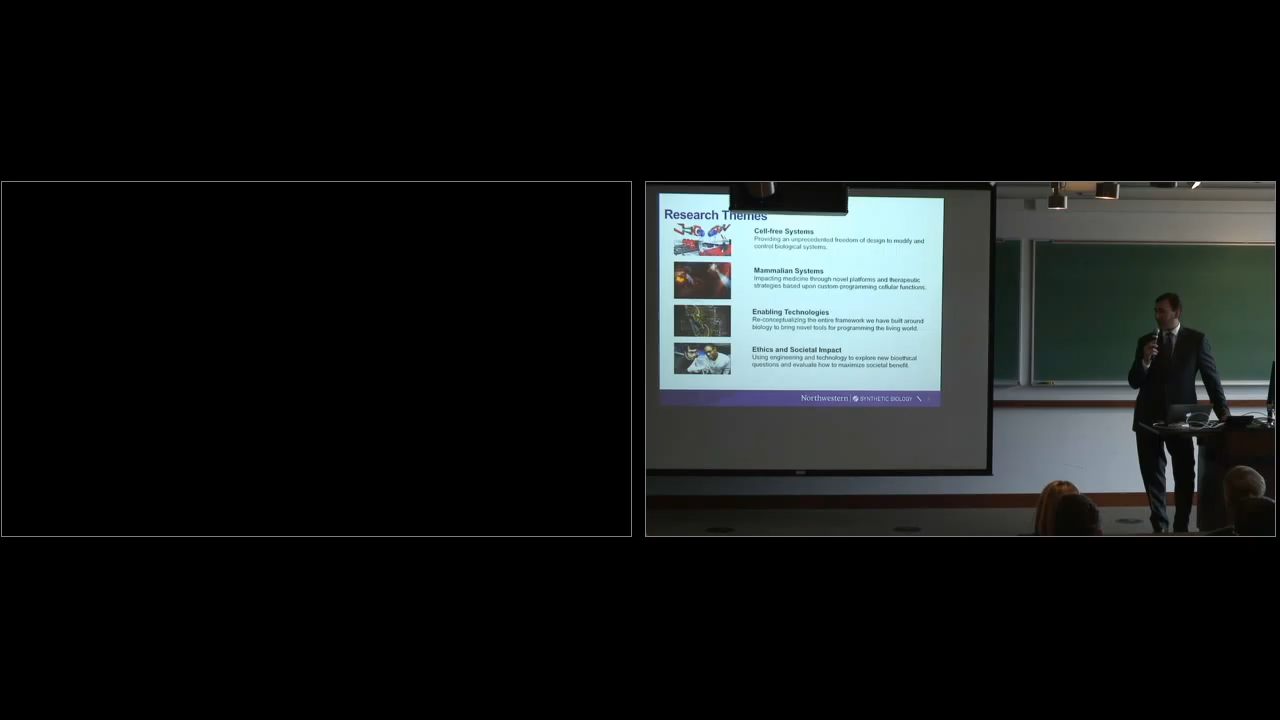 Research Themes
Cell-free Systems
Providing an unprecedented freedom of design to modify and
control biological systems.
Mammalian Systems
Impacting medicine through novel platforms and therapeutic
strategies based upon custom-programming cellular functions.
Enabling Technologies
Re-conceptualizing the entire framework we have built around
biology to bring novel tools for programming the living world.
Ethics and Societal Impact
Using engineering and technology to explore new bioethical
questions and evaluate how to maximize societal benefit.
Northwestern | SYNTHETIC BIOLOGY